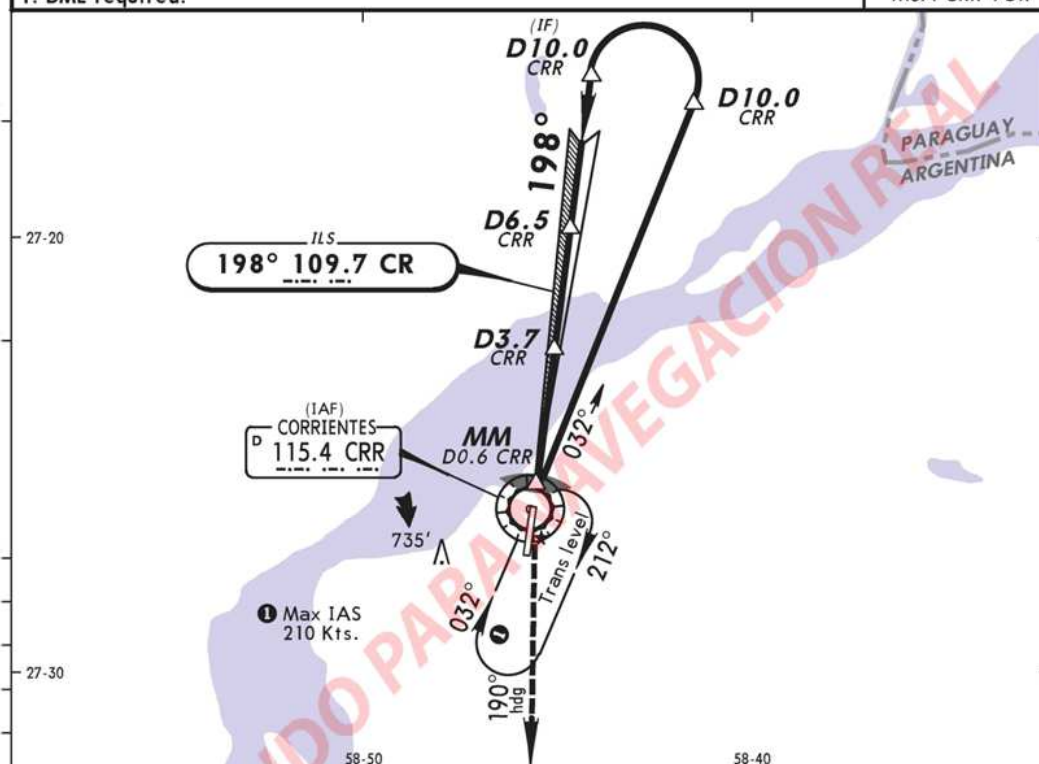 1. DME required.
(IF)
D10.0
CRR
D10.0
CRR
198°
PARAGUAY
ARGENTINA
27-20
D6.5
CRR
ILS
198° 109.7 CR
D3.7
CRR
(IAF)
CORRIENTES
D 115.4 CRR
MM
D0.6 CRR
032°
735'
Trans level
212°
032°
1 Max IAS
210 Kts.
1
27-30
190°
hdg
58-50
58-40
PARA NAVEGACION REAL